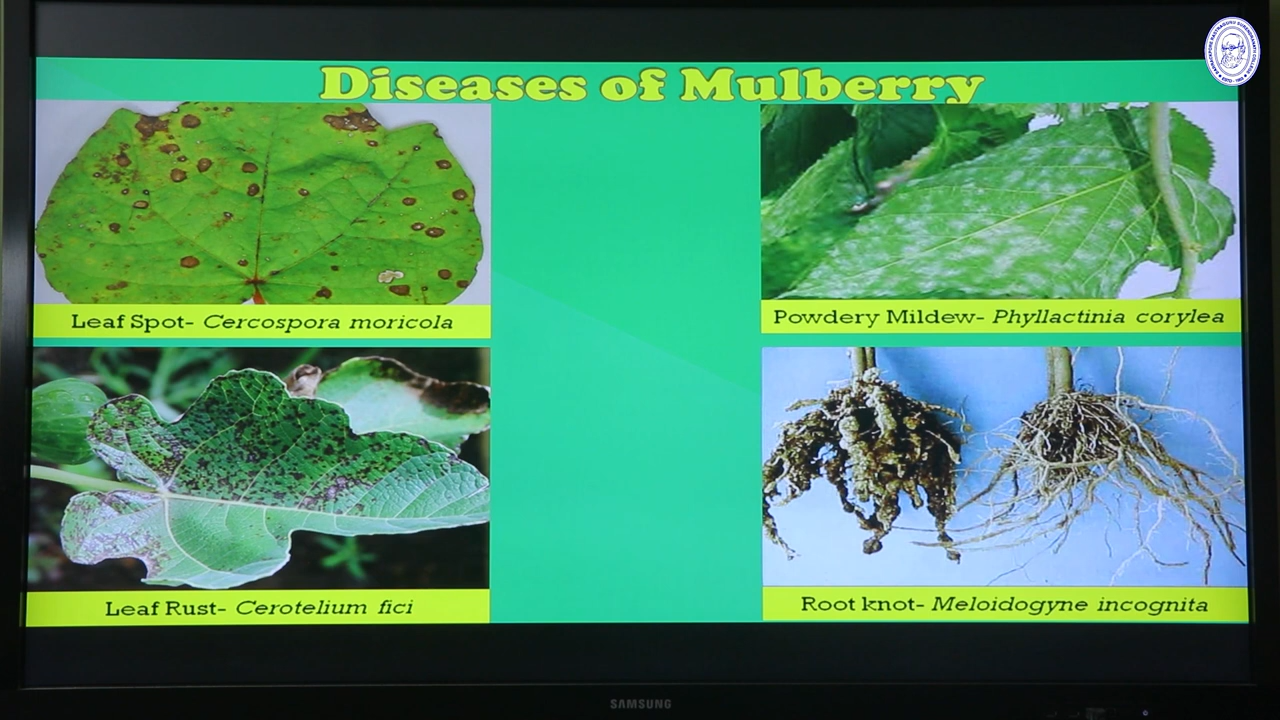 Diseases of Mulberry
Leaf Spot- Cercospora moricola
Powdery Mildew- Phyllactinia corylea
Leaf Rust- Cerotelium fici
Root knot- Meloidogyne incognita
SAMSUNG